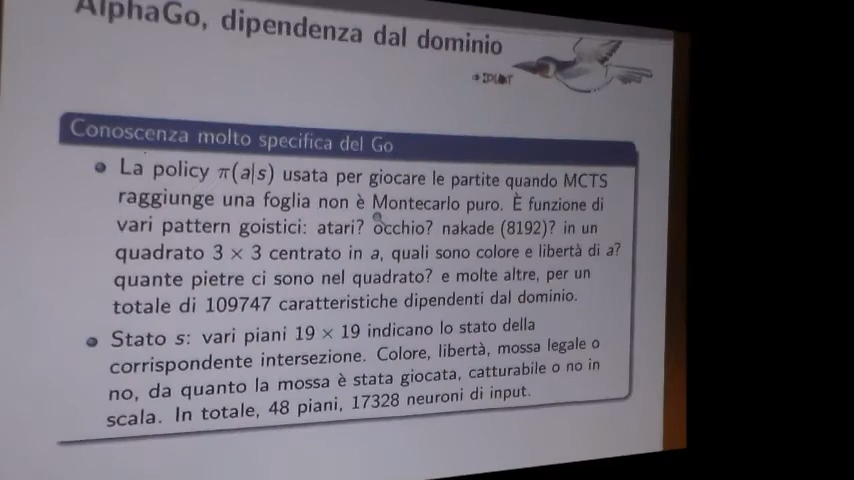 AlphaGo, dipendenza dal dominio
Conoscenza molto specifica del Go
La policy π(a|s) usata per giocare le partite quando MCTS
raggiunge una foglia non è Montecarlo puro. È funzione di
vari pattern goistici: atari? occhio? nakade (8192)? in un
quadrato 3 × 3 centrato in a, quali sono colore e libertà di a?
quante pietre ci sono nel quadrato? e molte altre, per un
totale di 109747 caratteristiche dipendenti dal dominio.
Stato s: vari piani 19 × 19 indicano lo stato della
corrispondente intersezione. Colore, libertà, mossa legale o
no, da quanto la mossa è stata giocata, catturabile o no in
scala. In totale, 48 piani, 17328 neuroni di input.